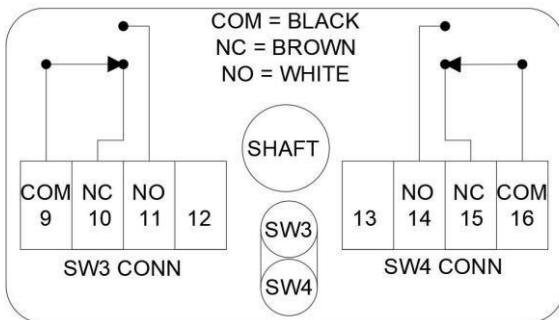 COM = BLACK
NC = BROWN
NO = WHITE
SHAFT
COM NC NO
9 10 11 12
SW3 CONN
SW3
SW4
NO NC COM
13 14 15 16
SW4 CONN